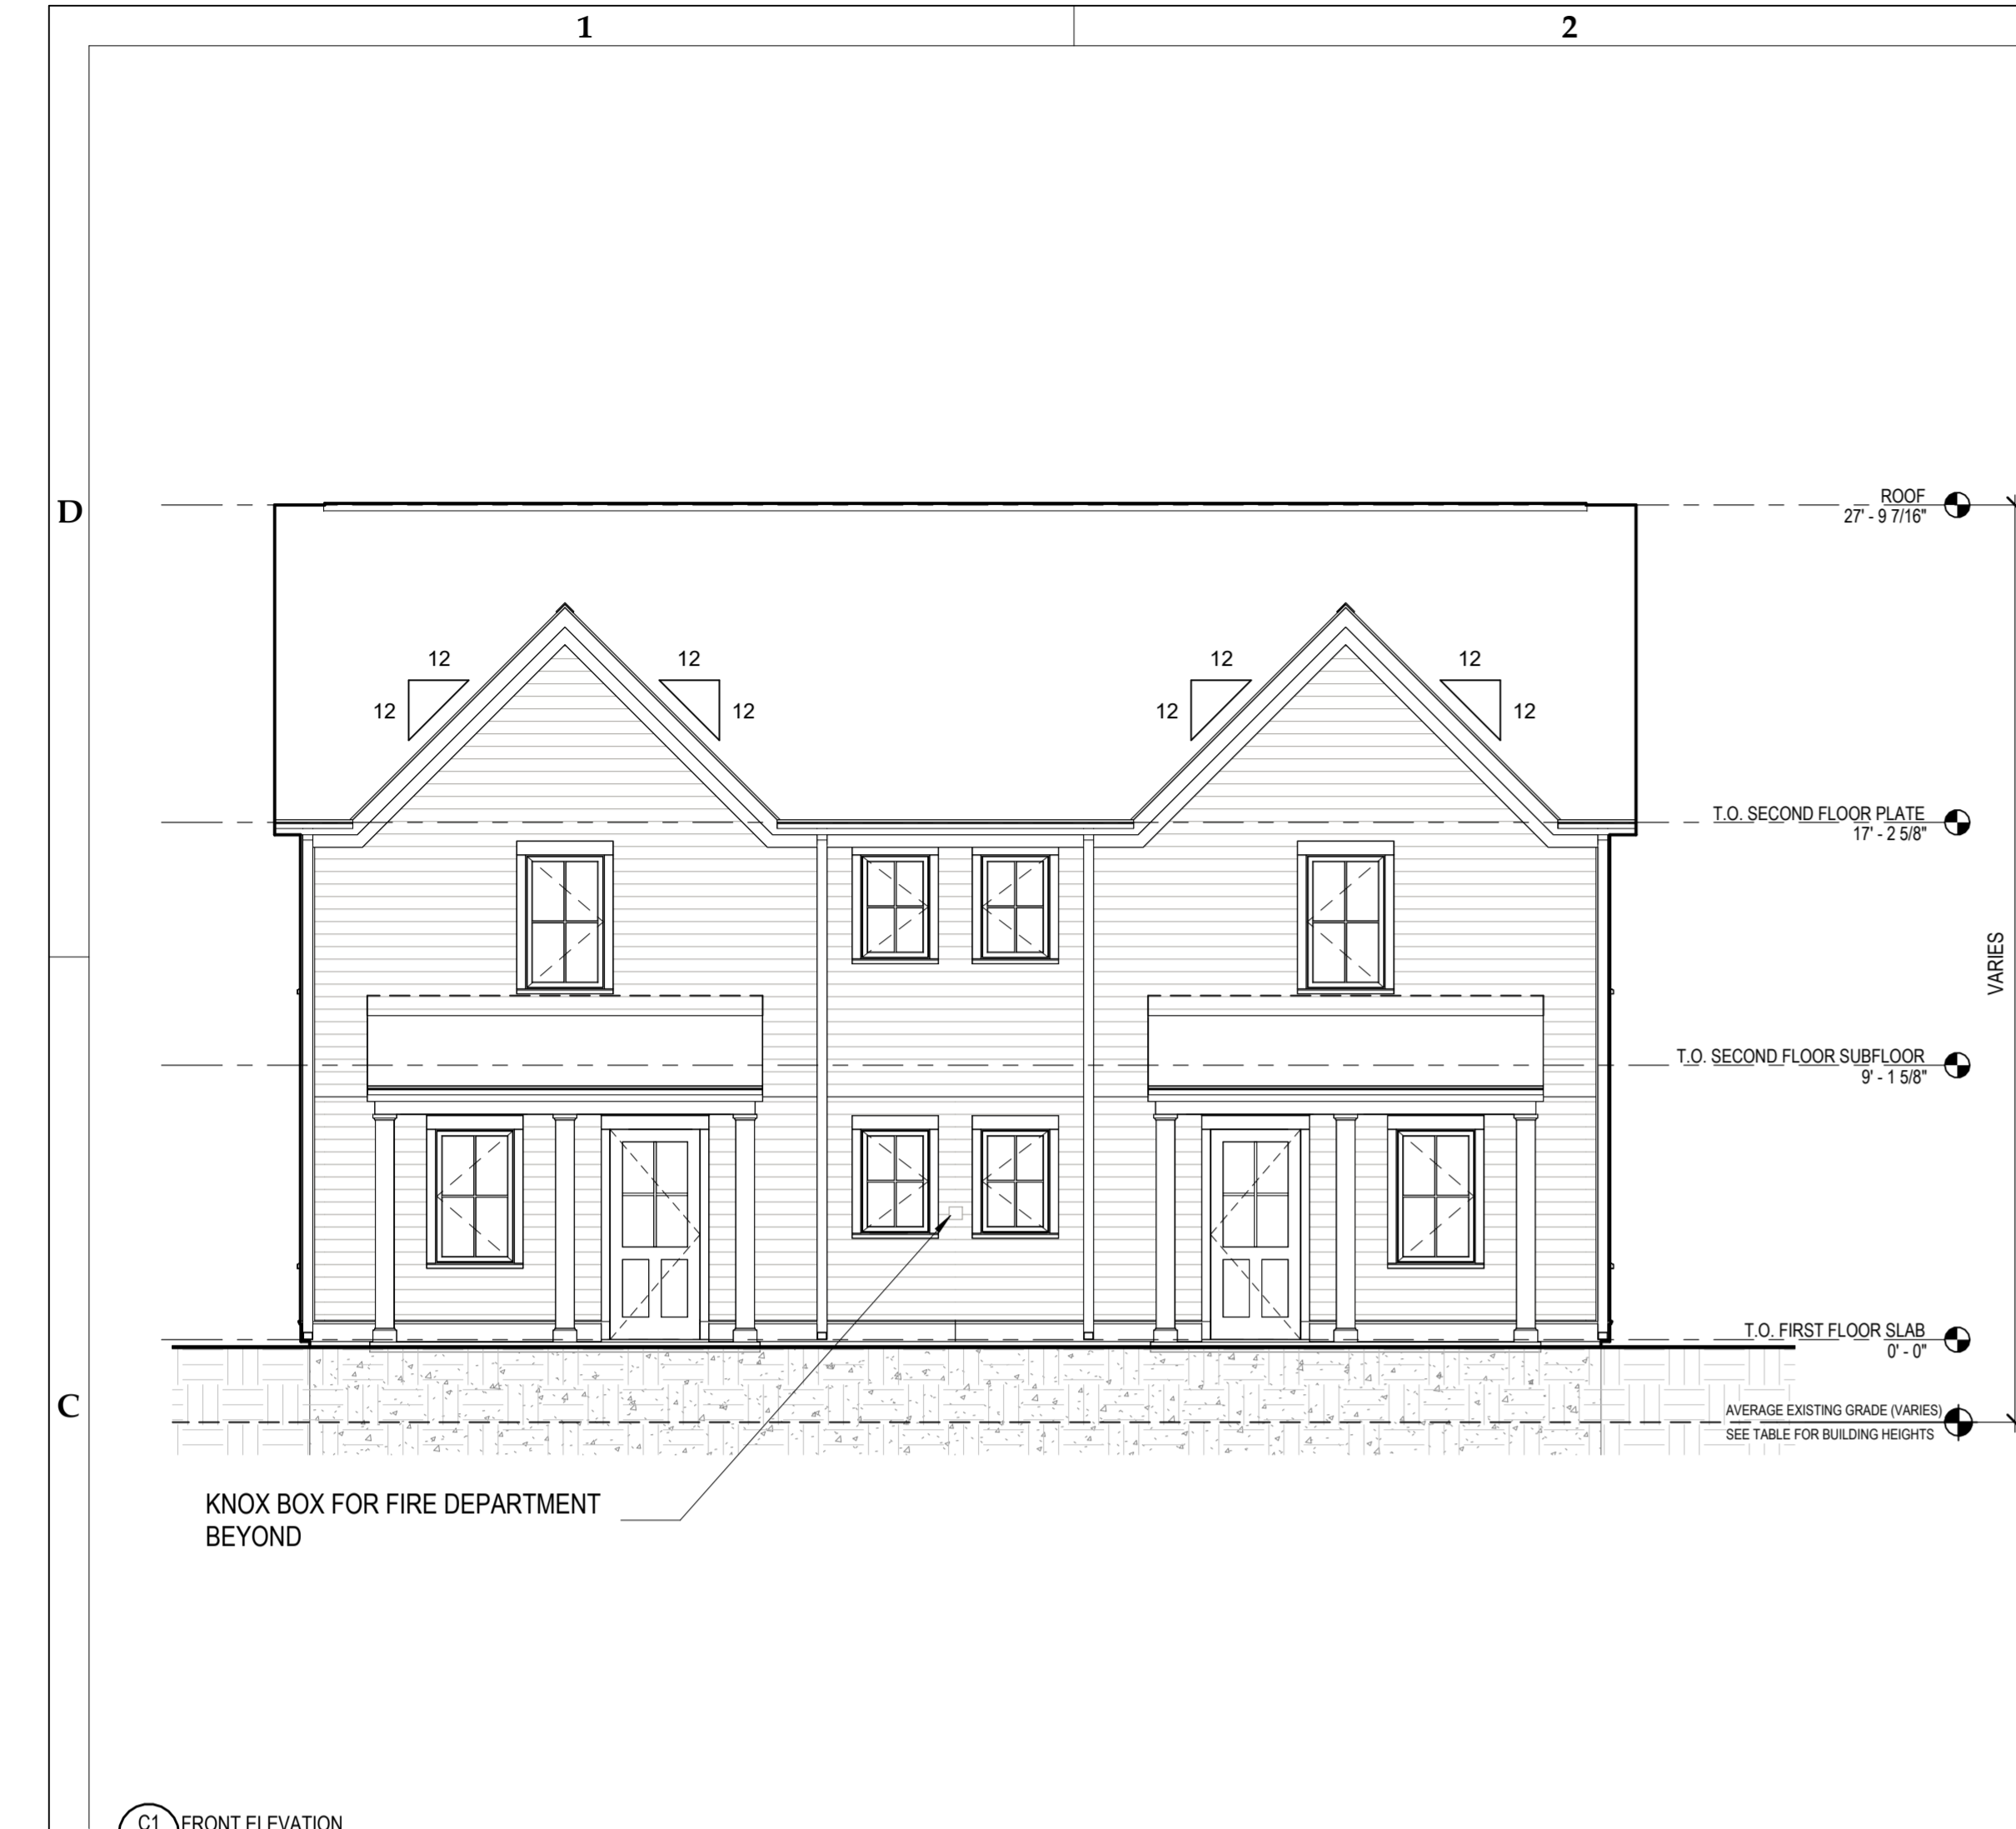 1
2
D
ROOF
27' - 9 7/16"
12
12
12
12
12
12
12
12
T.O. SECOND FLOOR PLATE
17' - 2 5/8"
VARIES
T.O. SECOND FLOOR SUBFLOOR
9' - 1 5/8"
T.O. FIRST FLOOR SLAB
0' - 0"
C
AVERAGE EXISTING GRADE (VARIES)
SEE TABLE FOR BUILDING HEIGHTS
KNOX BOX FOR FIRE DEPARTMENT
BEYOND
C1
FRONT ELEVATION